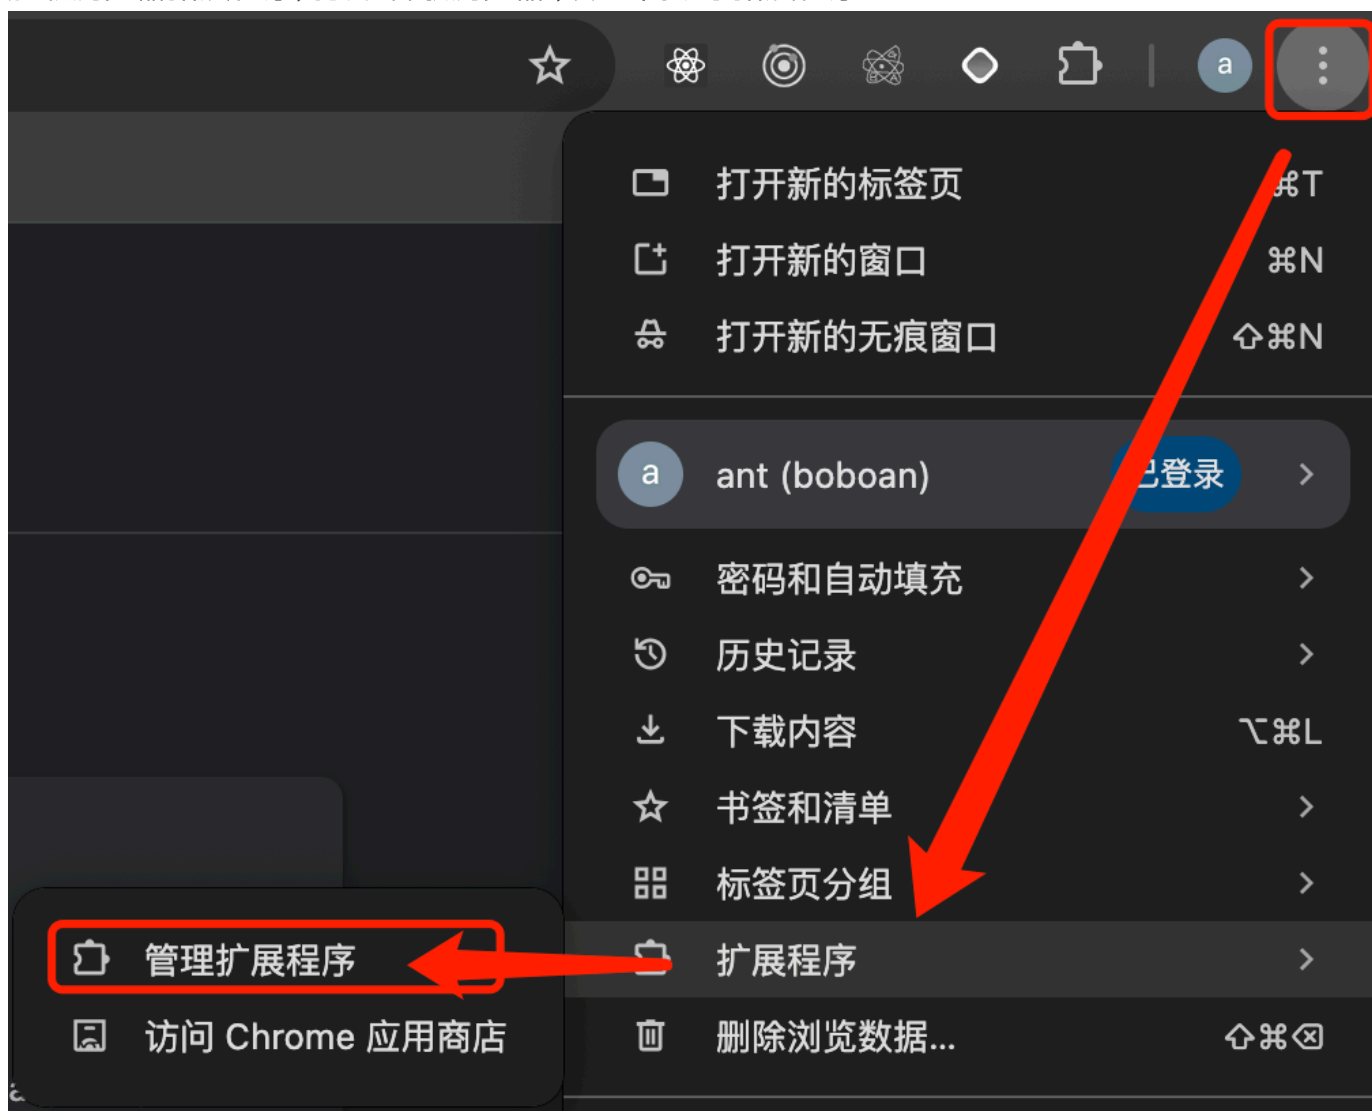 a
打开新的标签页 ⌘T
打开新的窗口 ⌘N
打开新的无痕窗口 ⇧⌘N
a ant (boboan) 已登录
密码和自动填充
历史记录
下载内容 ⌥⌘L
书签和清单
标签页分组
扩展程序
删除浏览数据... ⇧⌘⌫
管理扩展程序
访问 Chrome 应用商店